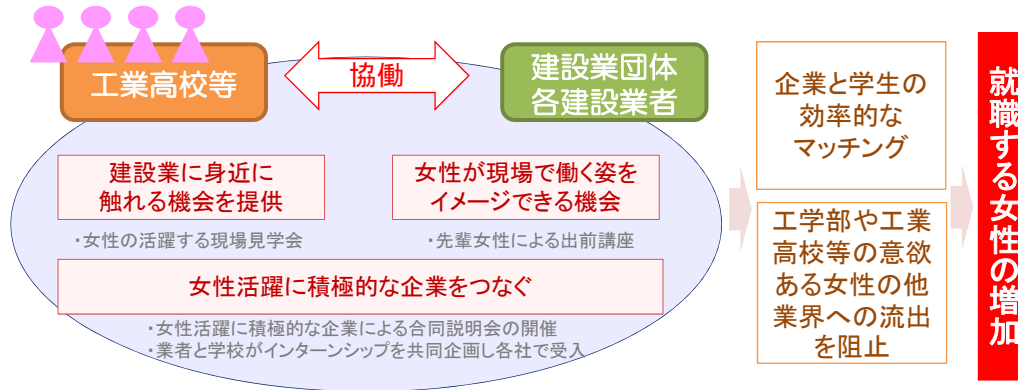 工業高校等
協働
建設業団体
各建設業者
建設業に身近に
触れる機会を提供
・女性の活躍する現場見学会
女性が現場で働く姿を
イメージできる機会
・先輩女性による出前講座
女性活躍に積極的な企業をつなぐ
・女性活躍に積極的な企業による合同説明会の開催
・業者と学校がインターンシップを共同企画し各社で受入
企業と学生の
効率的な
マッチング
工学部や工業
高校等の意欲
ある女性の他
業界への流出
を阻止
就職する女性の増加